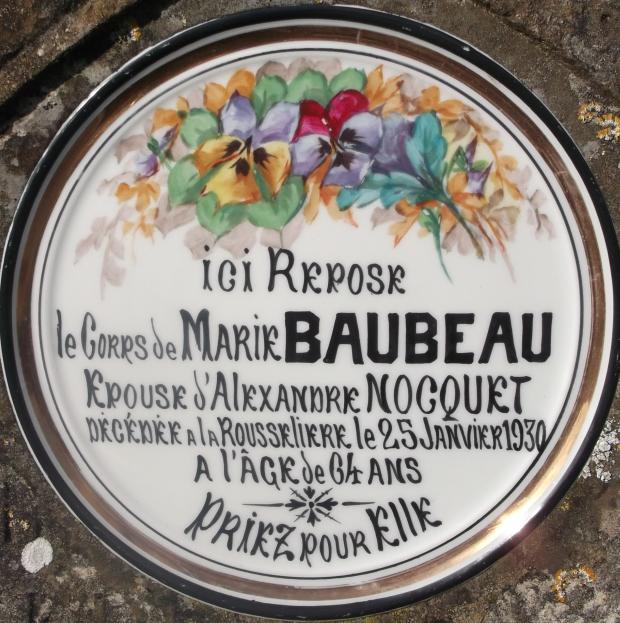 ici Repose
le Corps de Marie BAUBEAU
Epouse d'Alexandre NOCQUET
Décédée a la Rousseliere le 25 Janvier 1930
A l'Âge de 64 ans
Priez pour Elle